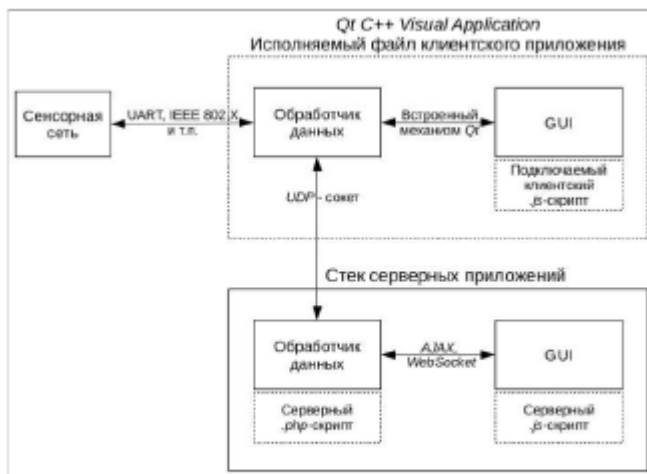 Qt C++ Visual Application
Исполняемый файл клиентского приложения
Сенсорная
сеть
UART, IEEE 802.X
и т.п.
Обработчик
данных
Встроенный
механизм Qt
GUI
Подключаемый
клиентский
.js-скрипт
UDP - сокет
Стек серверных приложений
Обработчик
данных
AJAX,
WebSocket
GUI
Серверный
.php-скрипт
Серверный
.js-скрипт